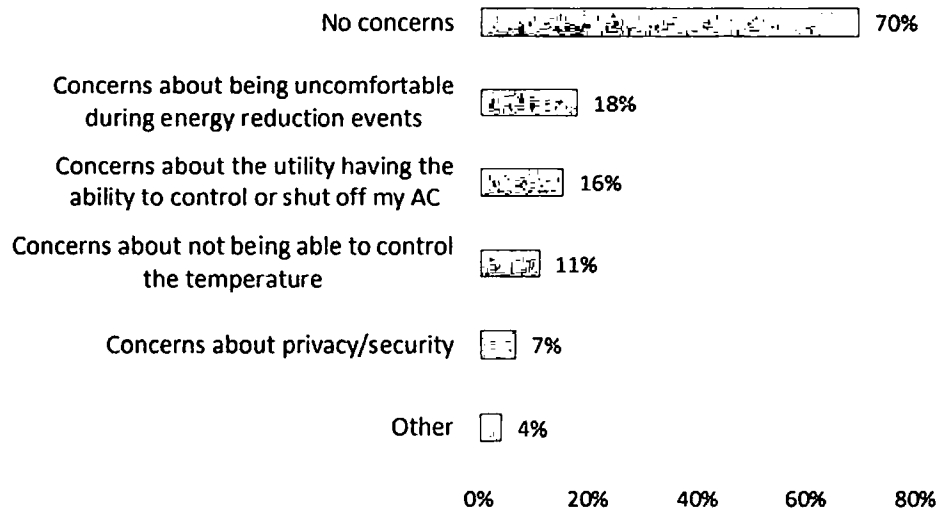 No concerns 70%
Concerns about being uncomfortable
during energy reduction events 18%
Concerns about the utility having the
ability to control or shut off my AC 16%
Concerns about not being able to control
the temperature 11%
Concerns about privacy/security 7%
Other 4%
0% 20% 40% 60% 80%